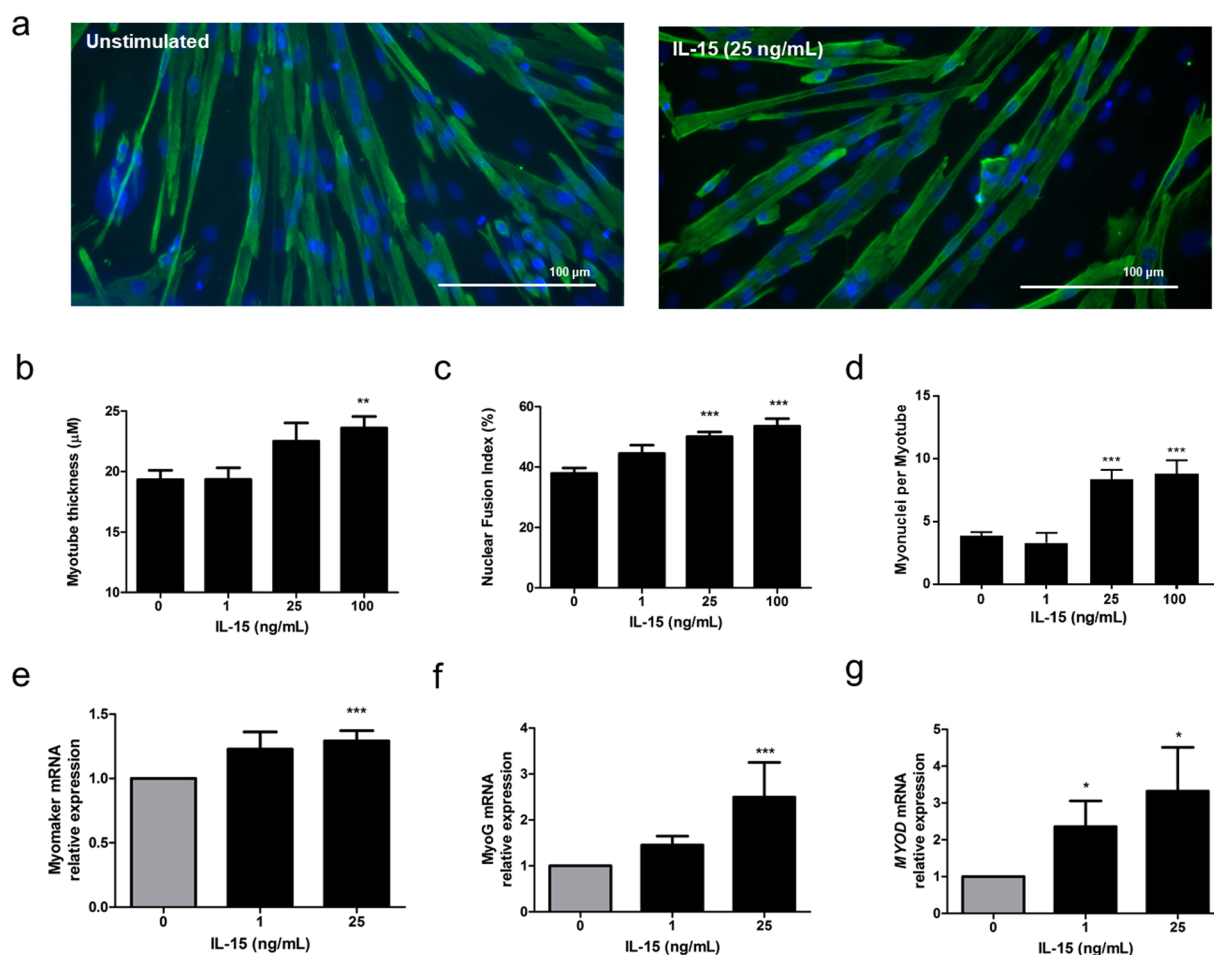 a
Unstimulated
100 µm
IL-15 (25 ng/mL)
100 µm
b
Myotube thickness (µM)
25
20
15
10
**
0 1 25 100
IL-15 (ng/mL)
c
Nuclear Fusion Index (%)
60
40
20
0
*** ***
0 1 25 100
IL-15 (ng/mL)
d
Myonuclei per Myotube
15
10
5
0
*** ***
0 1 25 100
IL-15 (ng/mL)
e
Myomaker mRNA
relative expression
1.5
1.0
0.5
0.0
***
0 1 25
IL-15 (ng/mL)
f
MyoG mRNA
relative expression
4
3
2
1
0
***
0 1 25
IL-15 (ng/mL)
g
MYOD mRNA
relative expression
5
4
3
2
1
0
* *
0 1 25
IL-15 (ng/mL)